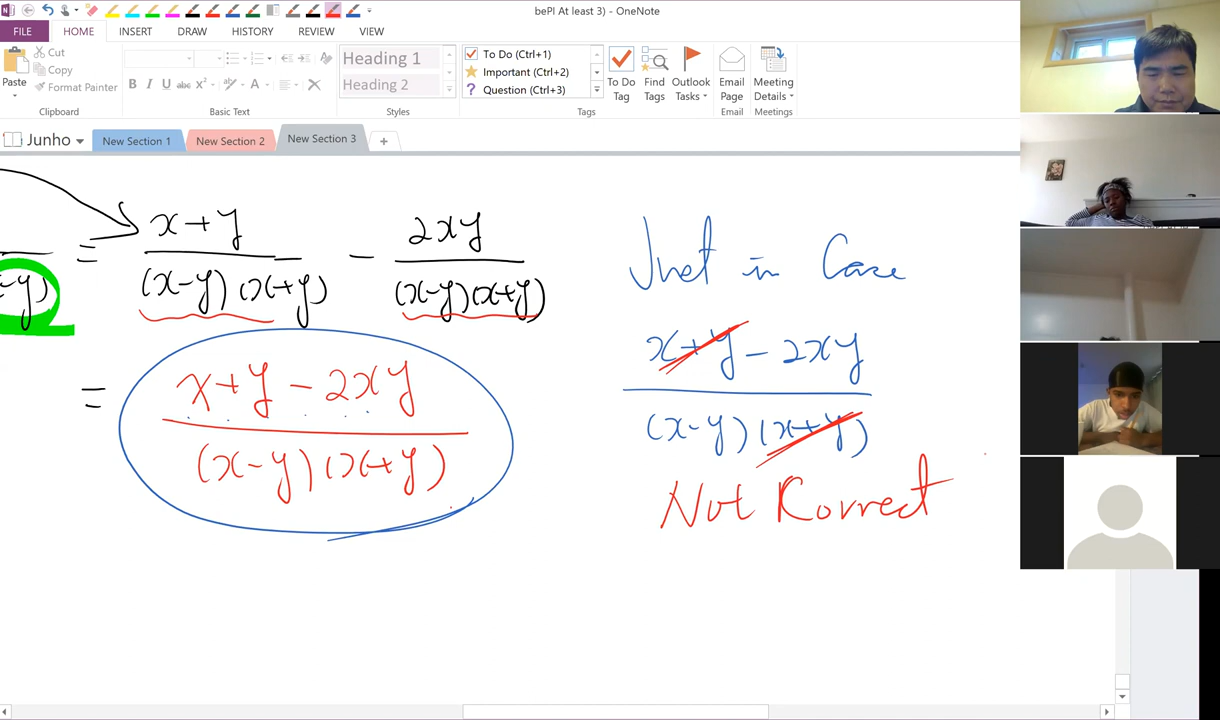 bePI At least 3) - OneNote
FILE HOME INSERT DRAW HISTORY REVIEW VIEW
Paste
Cut
Copy
Format Painter
Clipboard
B I U abc A
Basic Text
Heading 1
Heading 2
Styles
To Do (Ctrl+1)
Important (Ctrl+2)
? Question (Ctrl+3)
To Do Tag
Find Tags
Outlook Tasks
Tags
Email Page
Email
Meeting Details
Meetings
Junho New Section 1 New Section 2 New Section 3 +
= x+y / (x-y)(x+y) - 2xy / (x-y)(x+y)
-y)
= x+y-2xy / (x-y)(x+y)
Just in Case
x+y-2xy
(x-y)(x+y)
Not Korrect